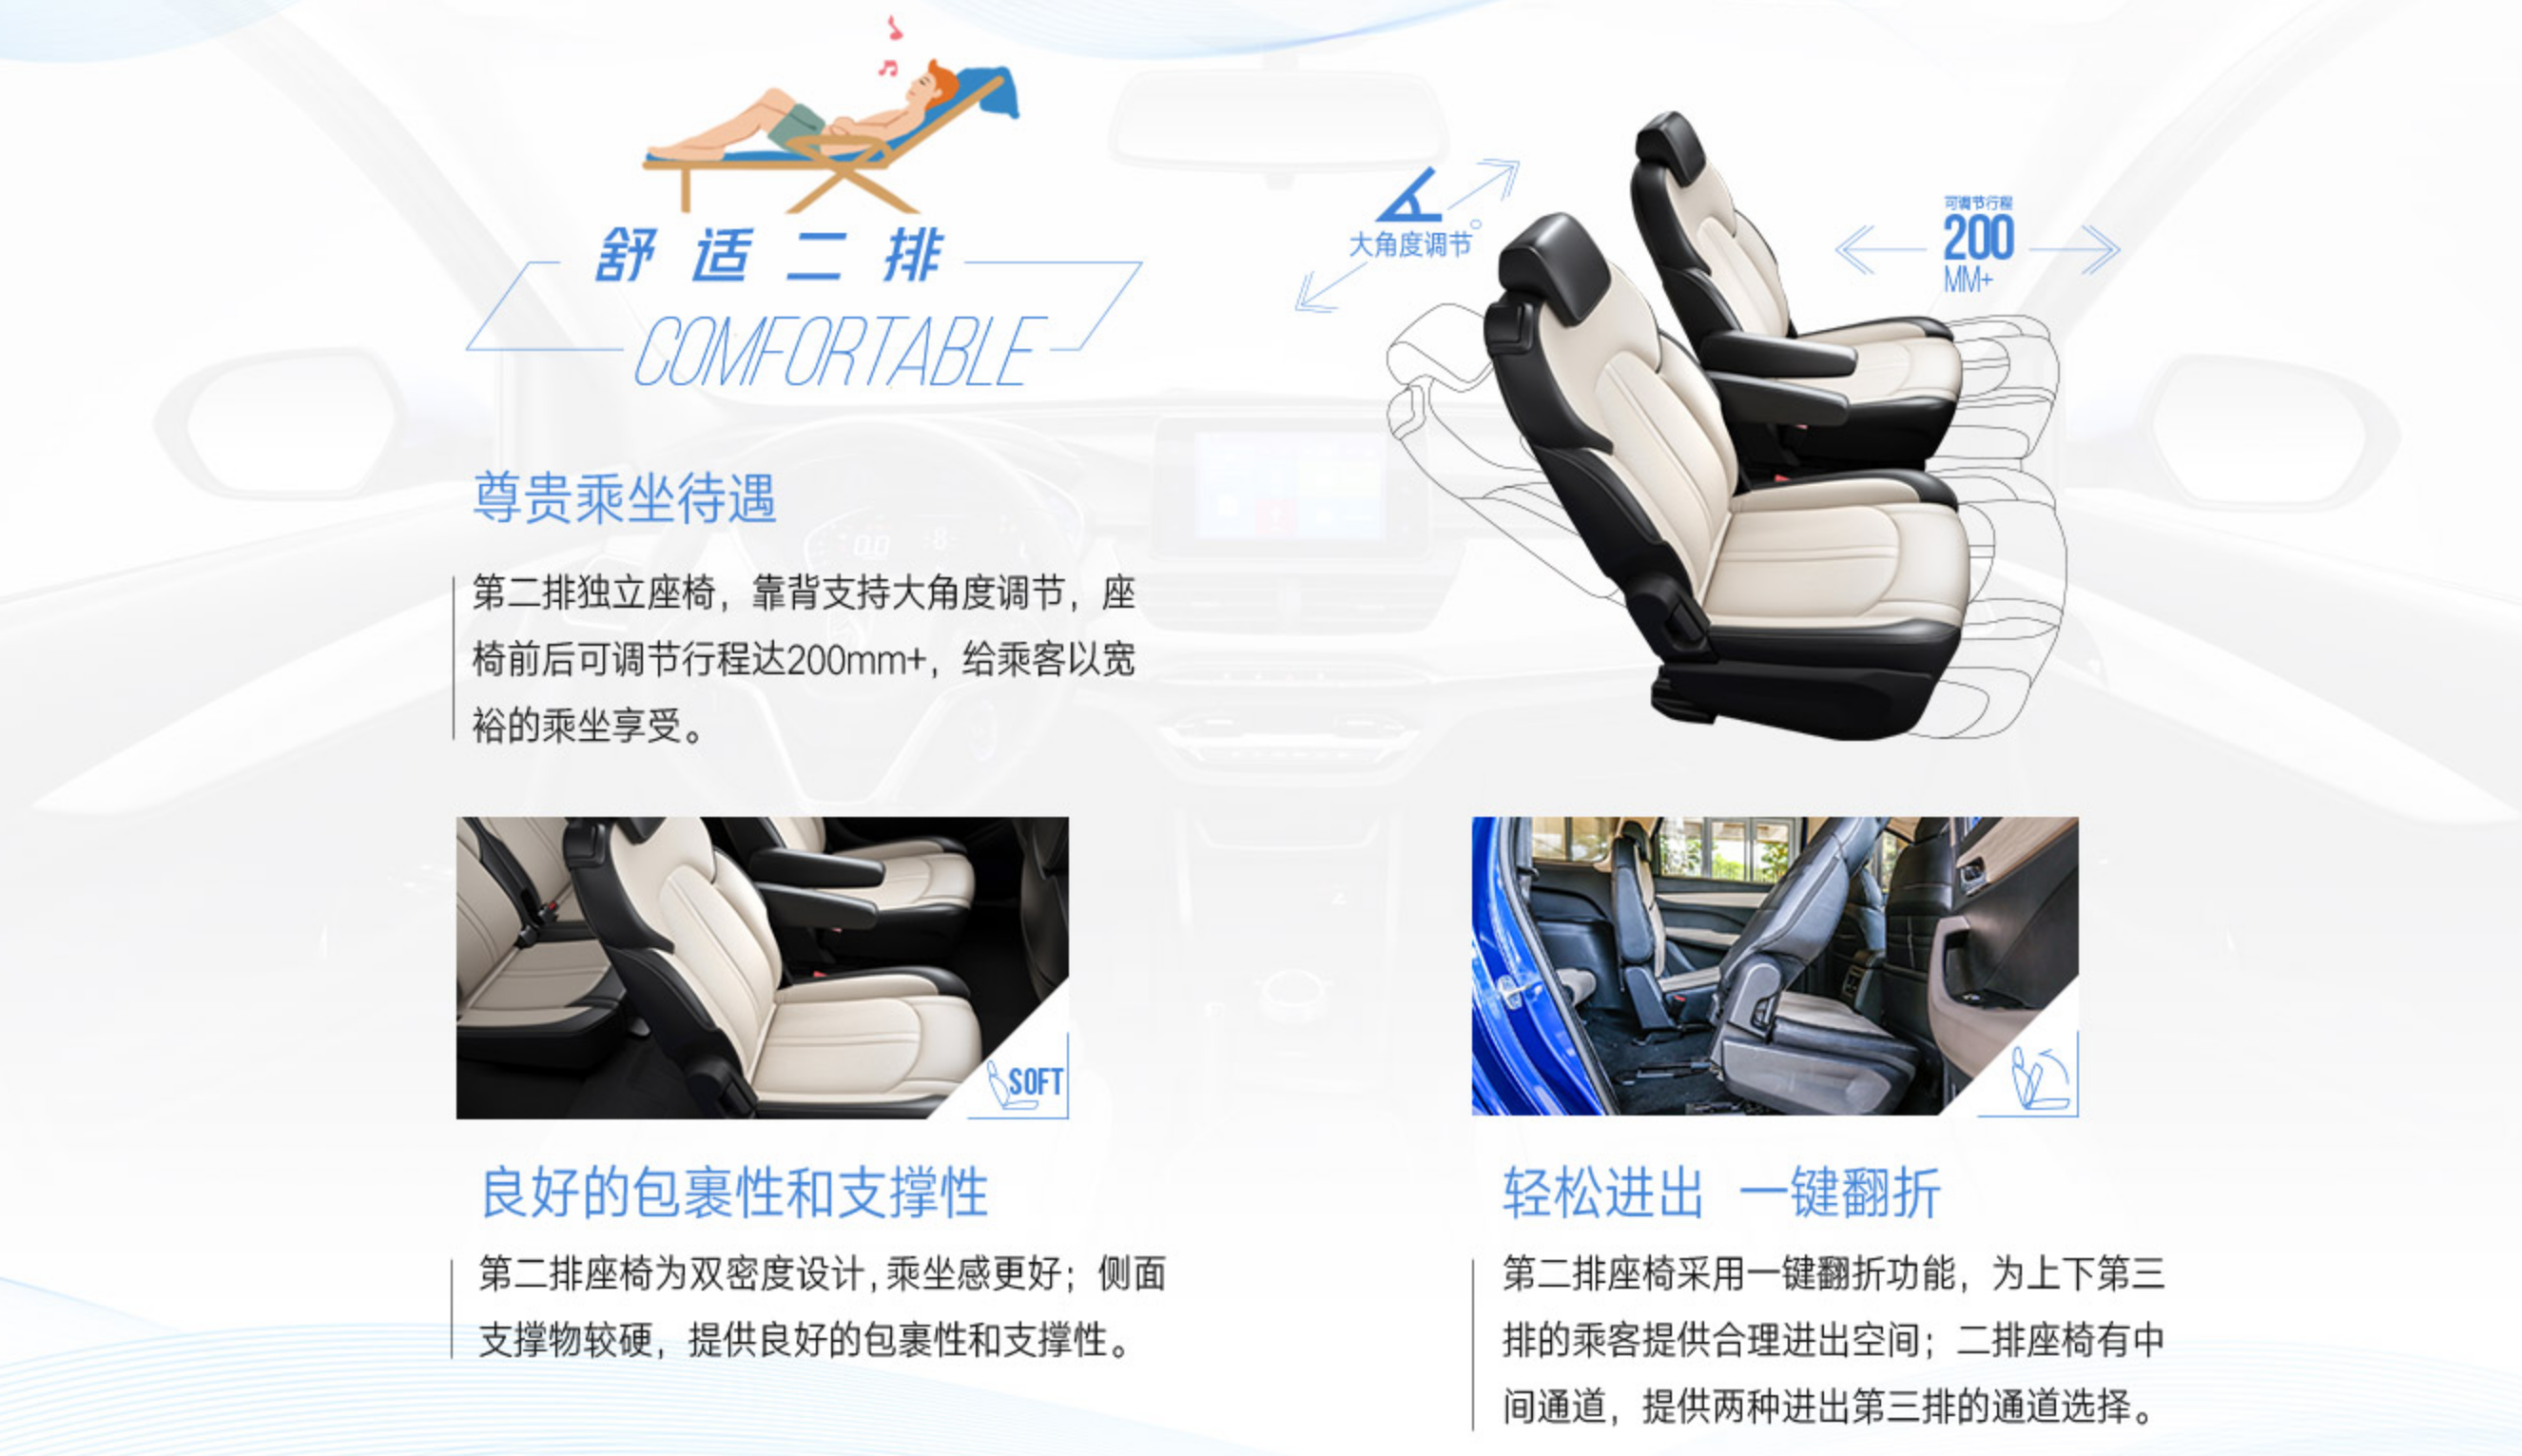 舒适二排
COMFORTABLE
大角度调节
可调节行程
200
MM+
尊贵乘坐待遇
第二排独立座椅，靠背支持大角度调节，座
椅前后可调节行程达200mm+，给乘客以宽
裕的乘坐享受。
SOFT
良好的包裹性和支撑性
第二排座椅为双密度设计，乘坐感更好；侧面
支撑物较硬，提供良好的包裹性和支撑性。
轻松进出 一键翻折
第二排座椅采用一键翻折功能，为上下第三
排的乘客提供合理进出空间；二排座椅有中
间通道，提供两种进出第三排的通道选择。